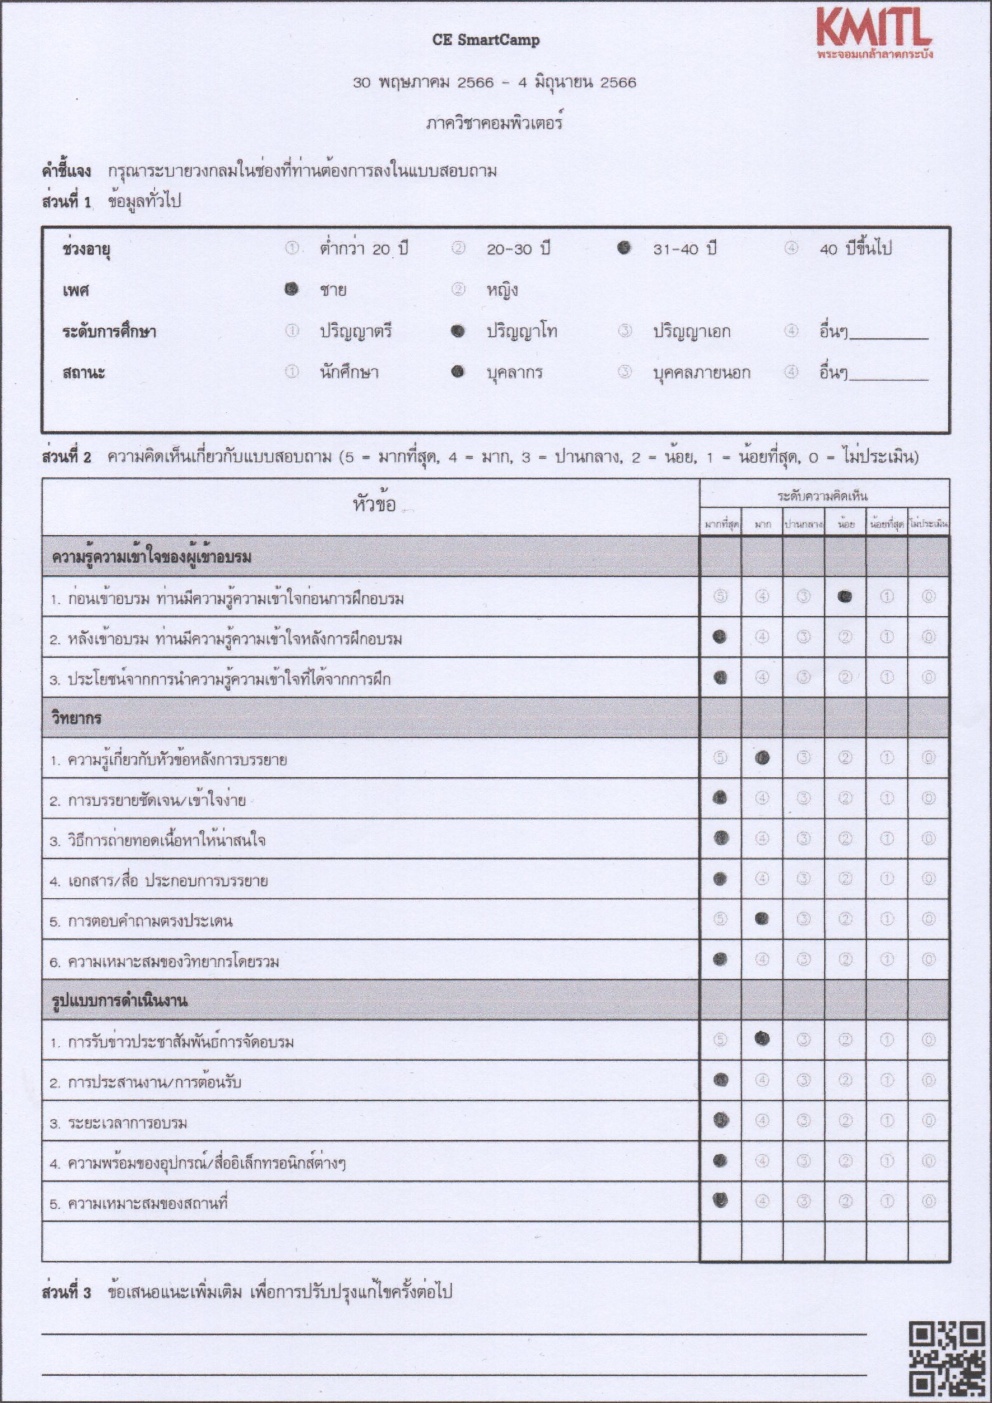 KMITL
พระจอมเกล้าลาดกระบัง
CE SmartCamp
30 พฤษภาคม 2566 - 4 มิถุนายน 2566
ภาควิชาคอมพิวเตอร์
คำชี้แจง กรุณาระบายวงกลมในช่องที่ท่านต้องการลงในแบบสอบถาม
ส่วนที่ 1 ข้อมูลทั่วไป
ช่วงอายุ ① ต่ำกว่า 20 ปี ② 20-30 ปี ● 31-40 ปี ④ 40 ปีขึ้นไป
เพศ ● ชาย ② หญิง
ระดับการศึกษา ① ปริญญาตรี ● ปริญญาโท ③ ปริญญาเอก ④ อื่นๆ
สถานะ ① นักศึกษา ● บุคลากร ③ บุคคลภายนอก ④ อื่นๆ
ส่วนที่ 2 ความคิดเห็นเกี่ยวกับแบบสอบถาม (5 = มากที่สุด, 4 = มาก, 3 = ปานกลาง, 2 = น้อย, 1 = น้อยที่สุด, 0 = ไม่ประเมิน)
หัวข้อ ระดับความคิดเห็น
มากที่สุด มาก ปานกลาง น้อย น้อยที่สุด ไม่ประเมิน
ความรู้ความเข้าใจของผู้เข้าอบรม
1. ก่อนเข้าอบรม ท่านมีความรู้ความเข้าใจก่อนการฝึกอบรม ⑤ ④ ③ ● ① ⓪
2. หลังเข้าอบรม ท่านมีความรู้ความเข้าใจหลังการฝึกอบรม ● ④ ③ ② ① ⓪
3. ประโยชน์จากการนำความรู้ความเข้าใจที่ได้จากการฝึก ● ④ ③ ② ① ⓪
วิทยากร
1. ความรู้เกี่ยวกับหัวข้อหลังการบรรยาย ⑤ ● ③ ② ① ⓪
2. การบรรยายชัดเจน/เข้าใจง่าย ● ④ ③ ② ① ⓪
3. วิธีการถ่ายทอดเนื้อหาให้น่าสนใจ ● ④ ③ ② ① ⓪
4. เอกสาร/สื่อ ประกอบการบรรยาย ● ④ ③ ② ① ⓪
5. การตอบคำถามตรงประเดน ⑤ ● ③ ② ① ⓪
6. ความเหมาะสมของวิทยากรโดยรวม ● ④ ③ ② ① ⓪
รูปแบบการดำเนินงาน
1. การรับข่าวประชาสัมพันธ์การจัดอบรม ⑤ ● ③ ② ① ⓪
2. การประสานงาน/การต้อนรับ ● ④ ③ ② ① ⓪
3. ระยะเวลาการอบรม ● ④ ③ ② ① ⓪
4. ความพร้อมของอุปกรณ์/สื่ออิเล็กทรอนิกส์ต่างๆ ● ④ ③ ② ① ⓪
5. ความเหมาะสมของสถานที่ ● ④ ③ ② ① ⓪
ส่วนที่ 3 ข้อเสนอแนะเพิ่มเติม เพื่อการปรับปรุงแก้ไขครั้งต่อไป